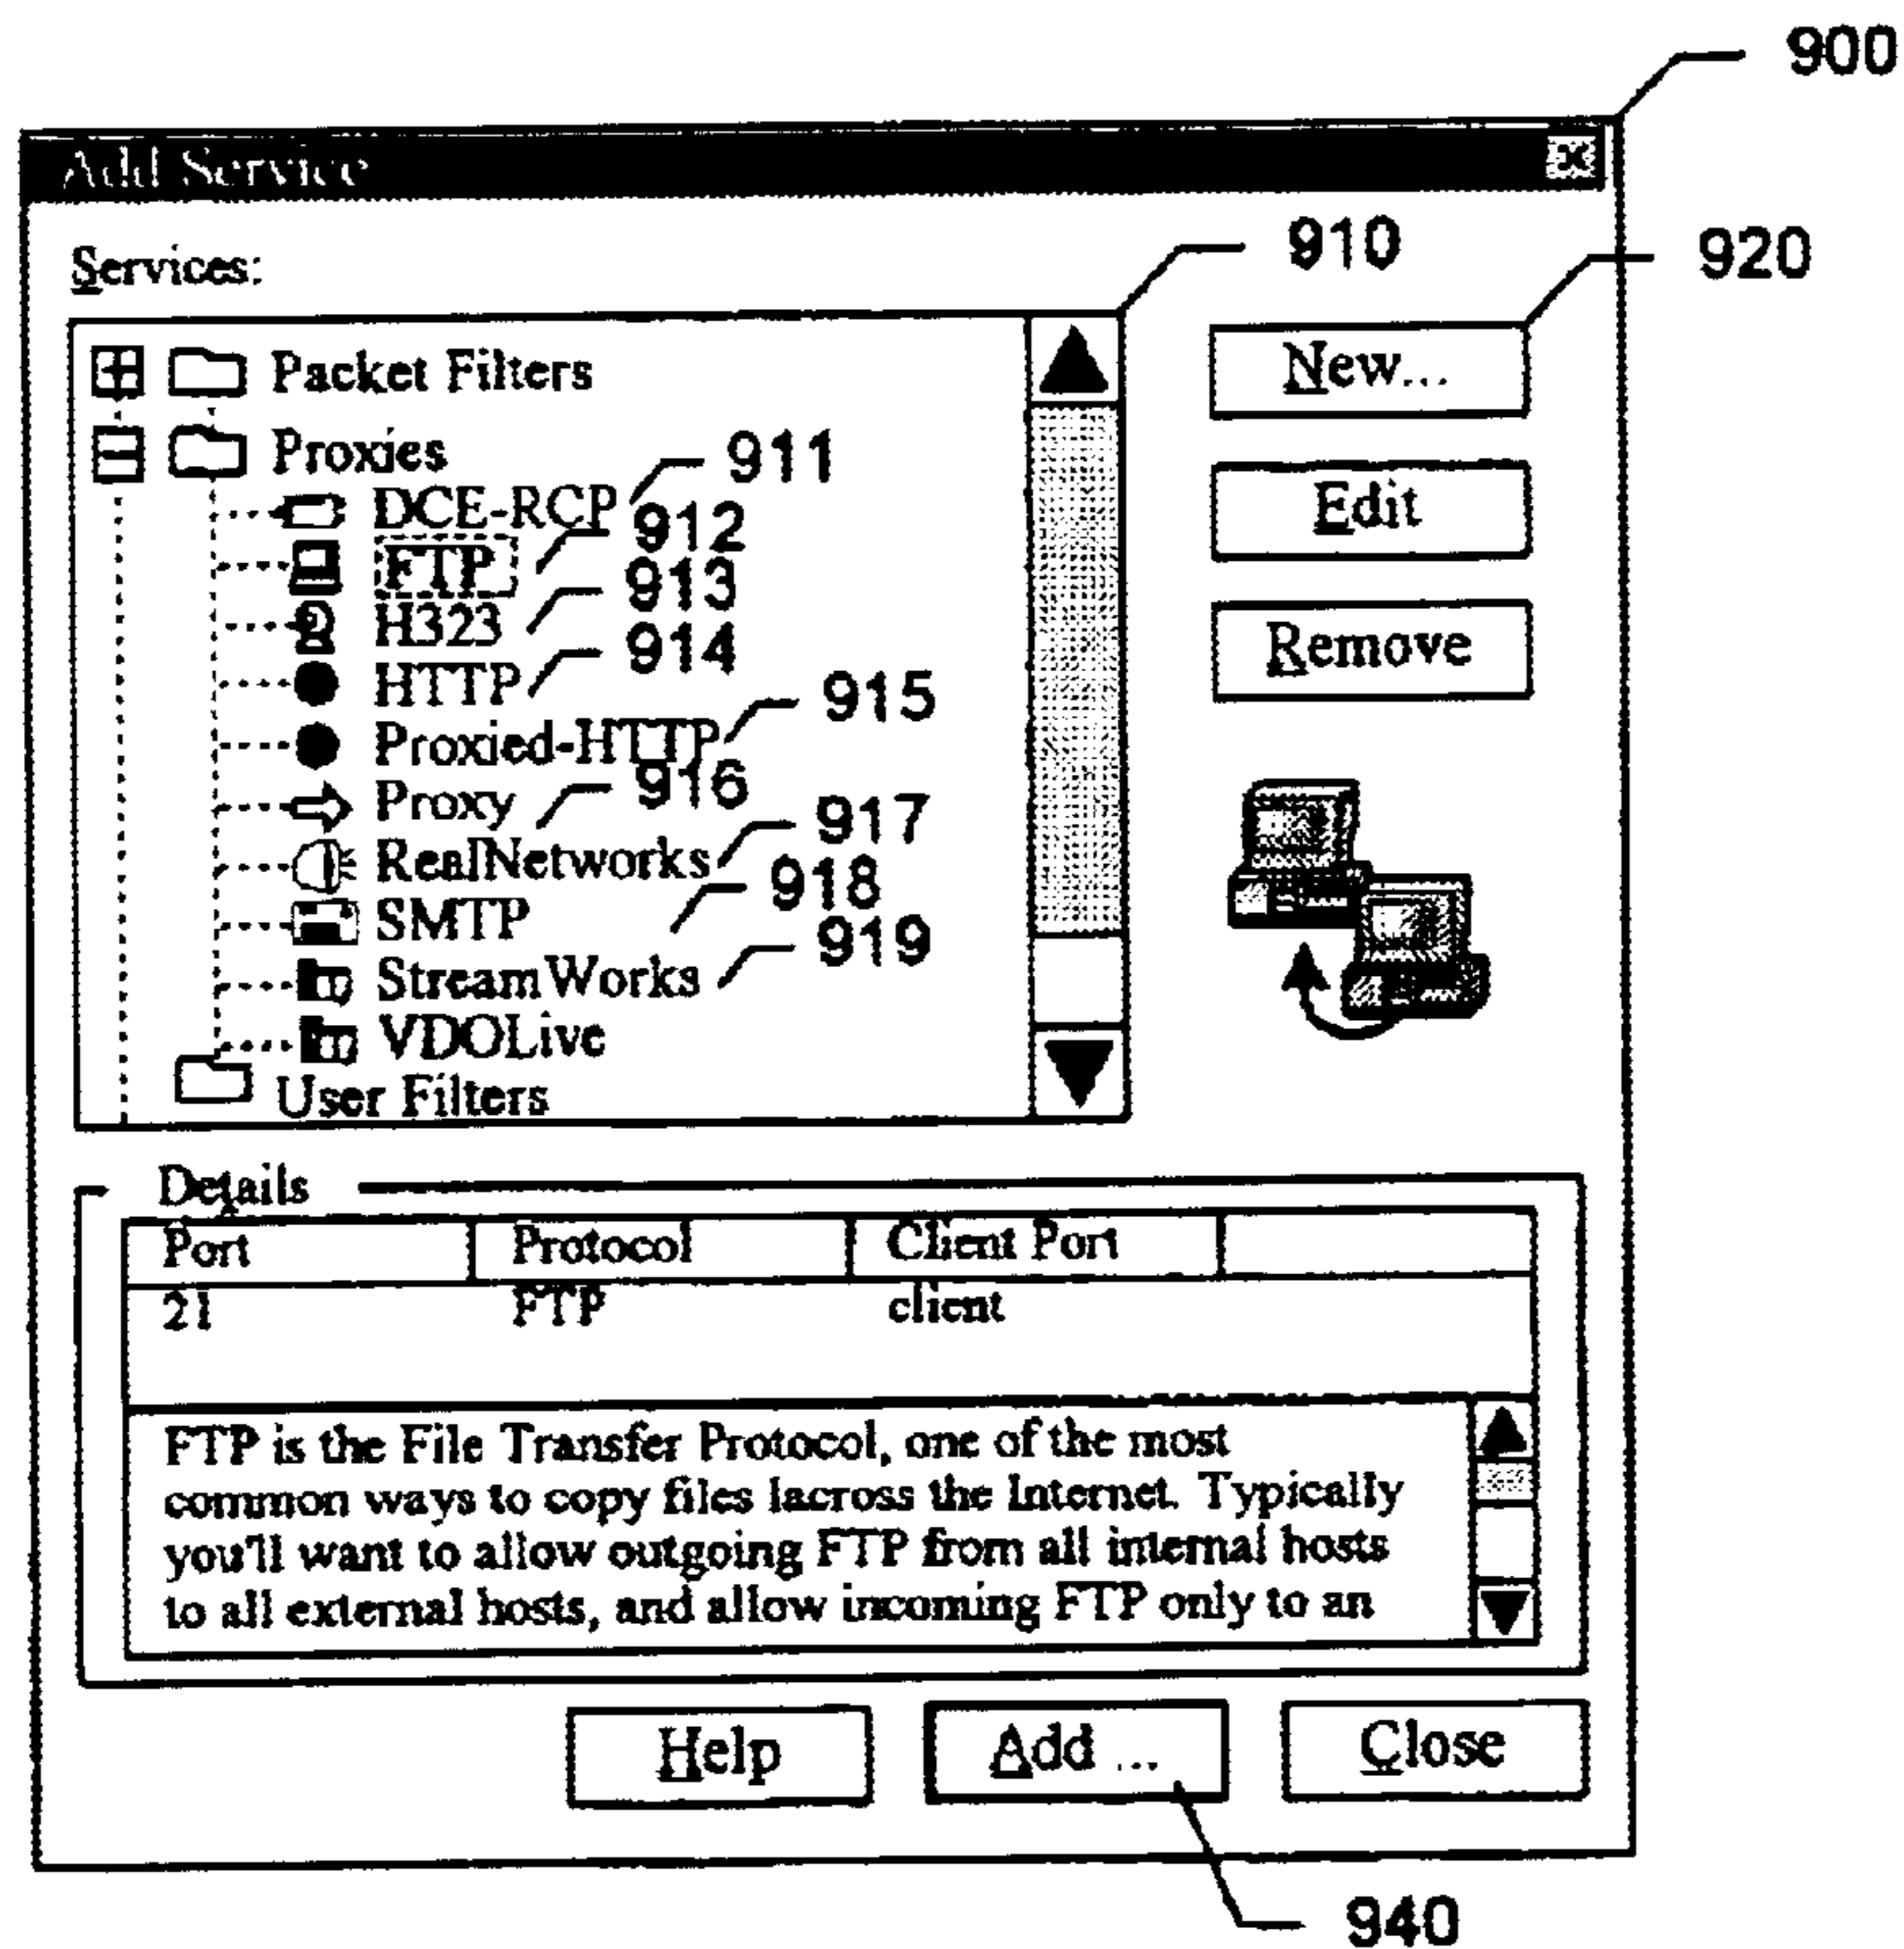 900
Add Service
910
920
Services:
Packet Filters
New...
Proxies
911
DCE-RCP
912
Edit
FTP
913
H323
914
Remove
HTTP
915
Proxied-HTTP
916
Proxy
917
RealNetworks
918
SMTP
919
StreamWorks
VDOLive
User Filters
Details
Port Protocol Client Port
21 FTP client
FTP is the File Transfer Protocol, one of the most
common ways to copy files lacross the Internet. Typically
you'll want to allow outgoing FTP from all internal hosts
to all external hosts, and allow incoming FTP only to an
Help Add ... Close
940